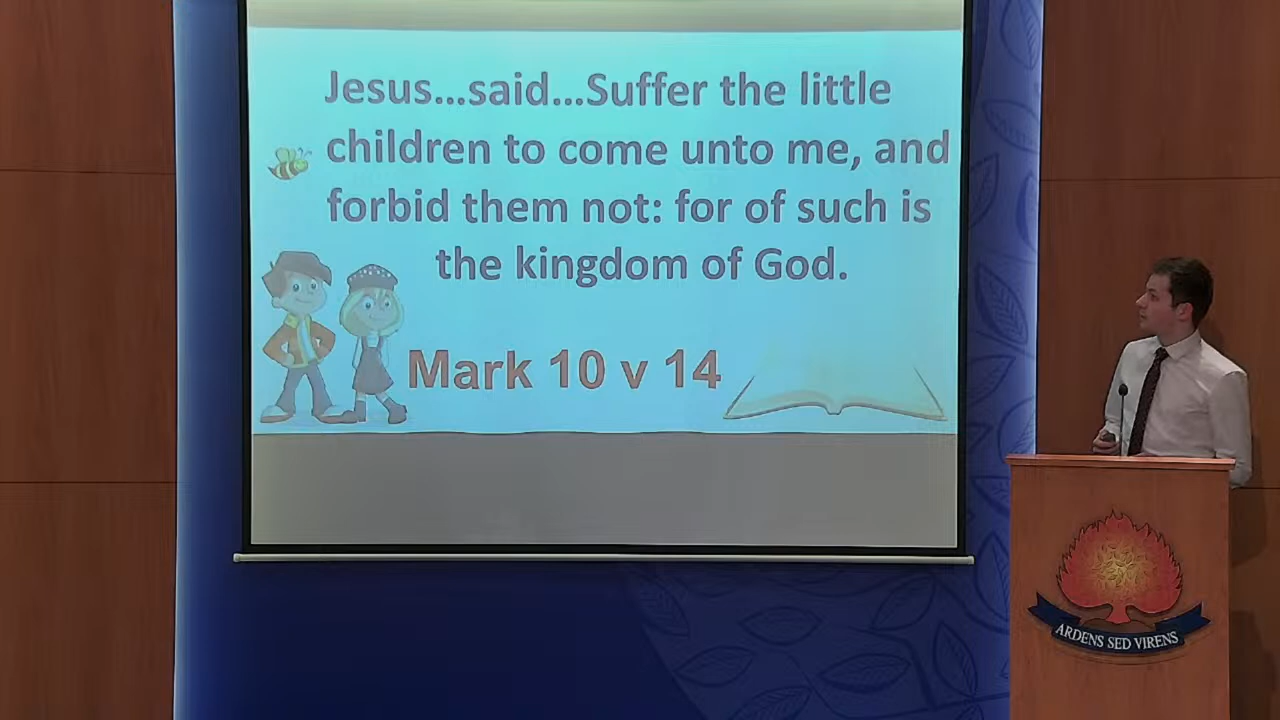 Jesus...said...Suffer the little
children to come unto me, and
forbid them not: for of such is
the kingdom of God.
Mark 10 v 14
ARDENS SED VIRENS